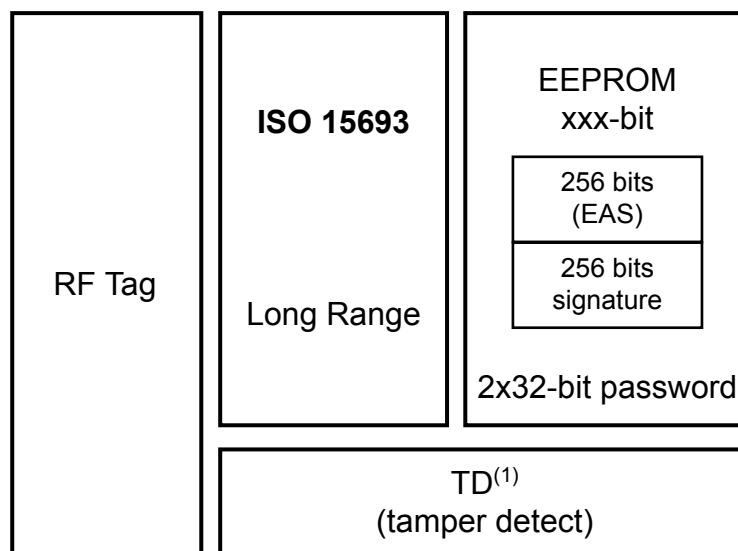 RF Tag
ISO 15693
Long Range
EEPROM
xxx-bit
256 bits
(EAS)
256 bits
signature
2x32-bit password
TD(1)
(tamper detect)